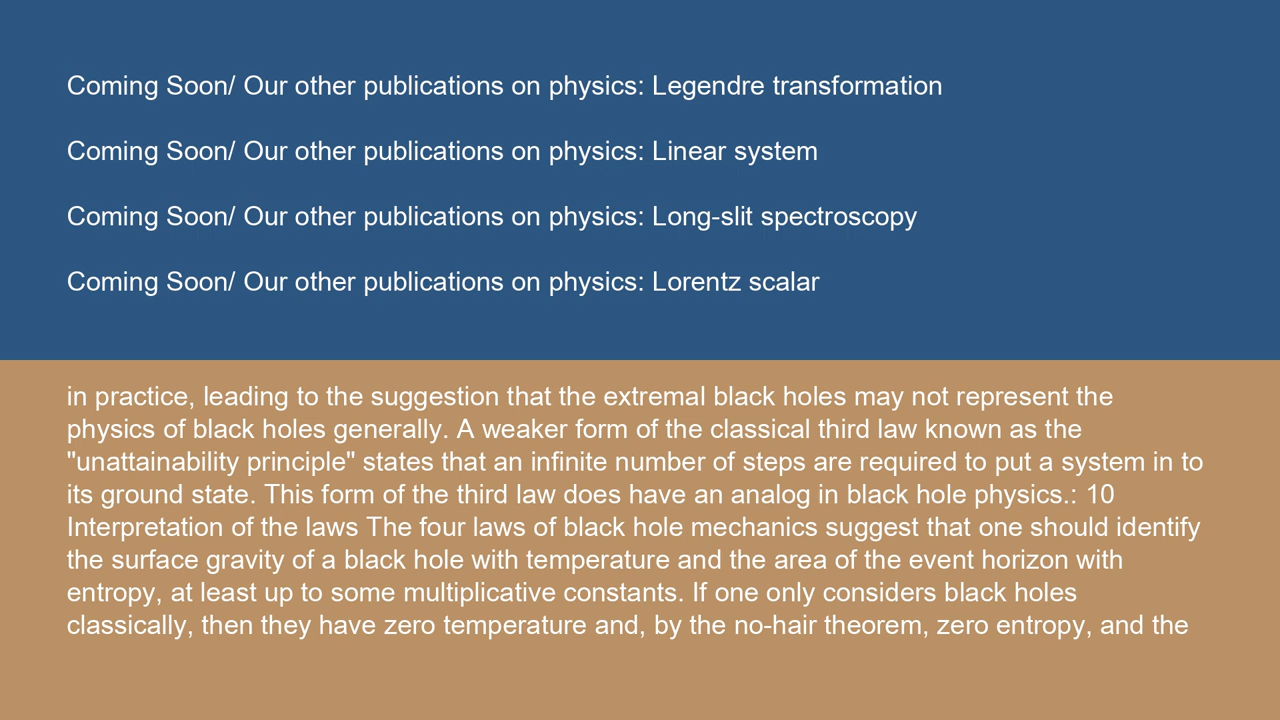 Coming Soon/ Our other publications on physics: Legendre transformation
Coming Soon/ Our other publications on physics: Linear system
Coming Soon/ Our other publications on physics: Long-slit spectroscopy
Coming Soon/ Our other publications on physics: Lorentz scalar
in practice, leading to the suggestion that the extremal black holes may not represent the
physics of black holes generally. A weaker form of the classical third law known as the
"unattainability principle" states that an infinite number of steps are required to put a system in to
its ground state. This form of the third law does have an analog in black hole physics.: 10
Interpretation of the laws The four laws of black hole mechanics suggest that one should identify
the surface gravity of a black hole with temperature and the area of the event horizon with
entropy, at least up to some multiplicative constants. If one only considers black holes
classically, then they have zero temperature and, by the no-hair theorem, zero entropy, and the